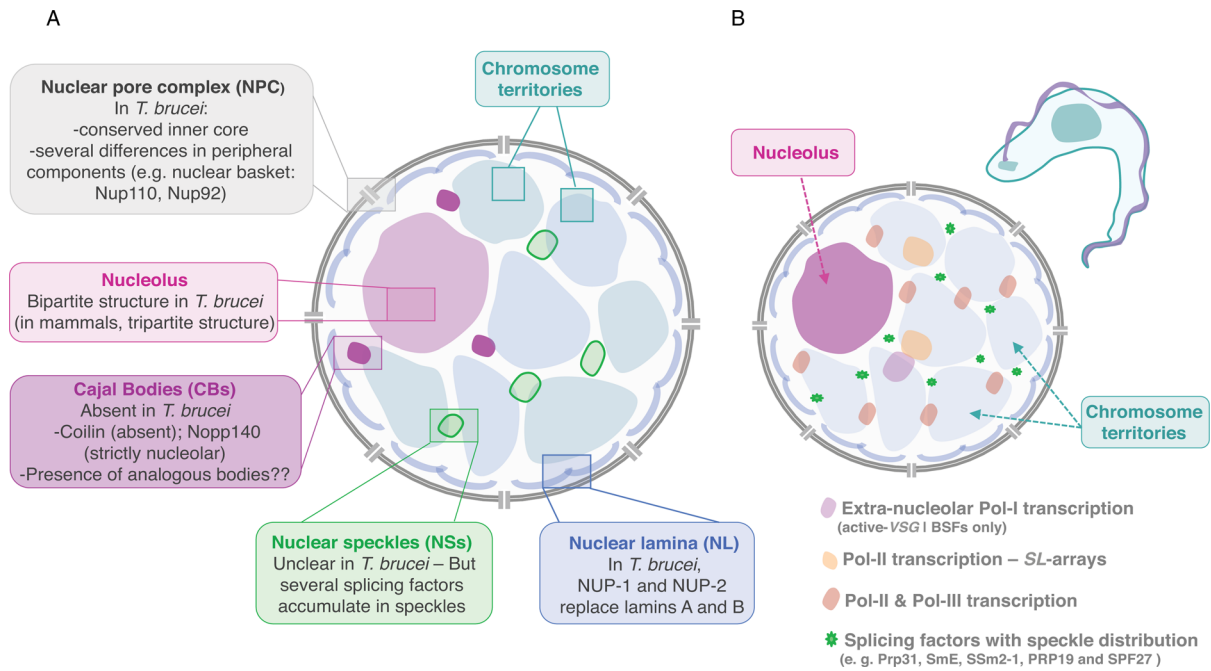 A
Nuclear pore complex (NPC)
In T. brucei:
-conserved inner core
-several differences in peripheral
components (e.g. nuclear basket:
Nup110, Nup92)
Chromosome
territories
Nucleolus
Bipartite structure in T. brucei
(in mammals, tripartite structure)
Cajal Bodies (CBs)
Absent in T. brucei
-Coilin (absent); Nopp140
(strictly nucleolar)
-Presence of analogous bodies??
Nuclear speckles (NSs)
Unclear in T. brucei – But
several splicing factors
accumulate in speckles
Nuclear lamina (NL)
In T. brucei,
NUP-1 and NUP-2
replace lamins A and B
B
Nucleolus
Chromosome
territories
Extra-nucleolar Pol-I transcription
(active-VSG | BSFs only)
Pol-II transcription – SL-arrays
Pol-II & Pol-III transcription
Splicing factors with speckle distribution
(e. g. Prp31, SmE, SSm2-1, PRP19 and SPF27 )